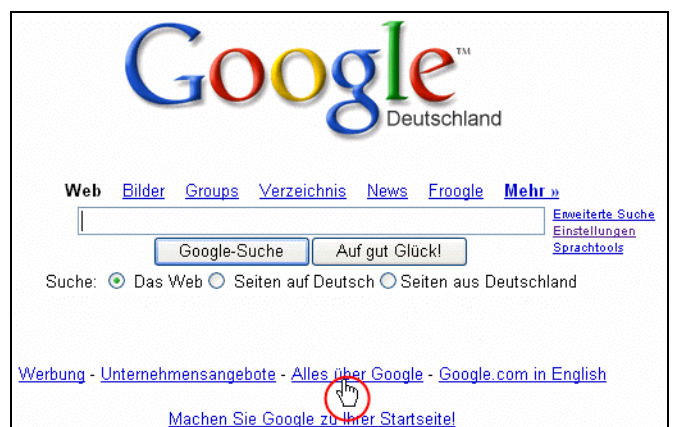 Google™
Deutschland
Web Bilder Groups Verzeichnis News Froogle Mehr »
Erweiterte Suche
Einstellungen
Sprachtools
Google-Suche Auf gut Glück!
Suche: Das Web Seiten auf Deutsch Seiten aus Deutschland
Werbung - Unternehmensangebote - Alles über Google - Google.com in English
Machen Sie Google zu Ihrer Startseite!